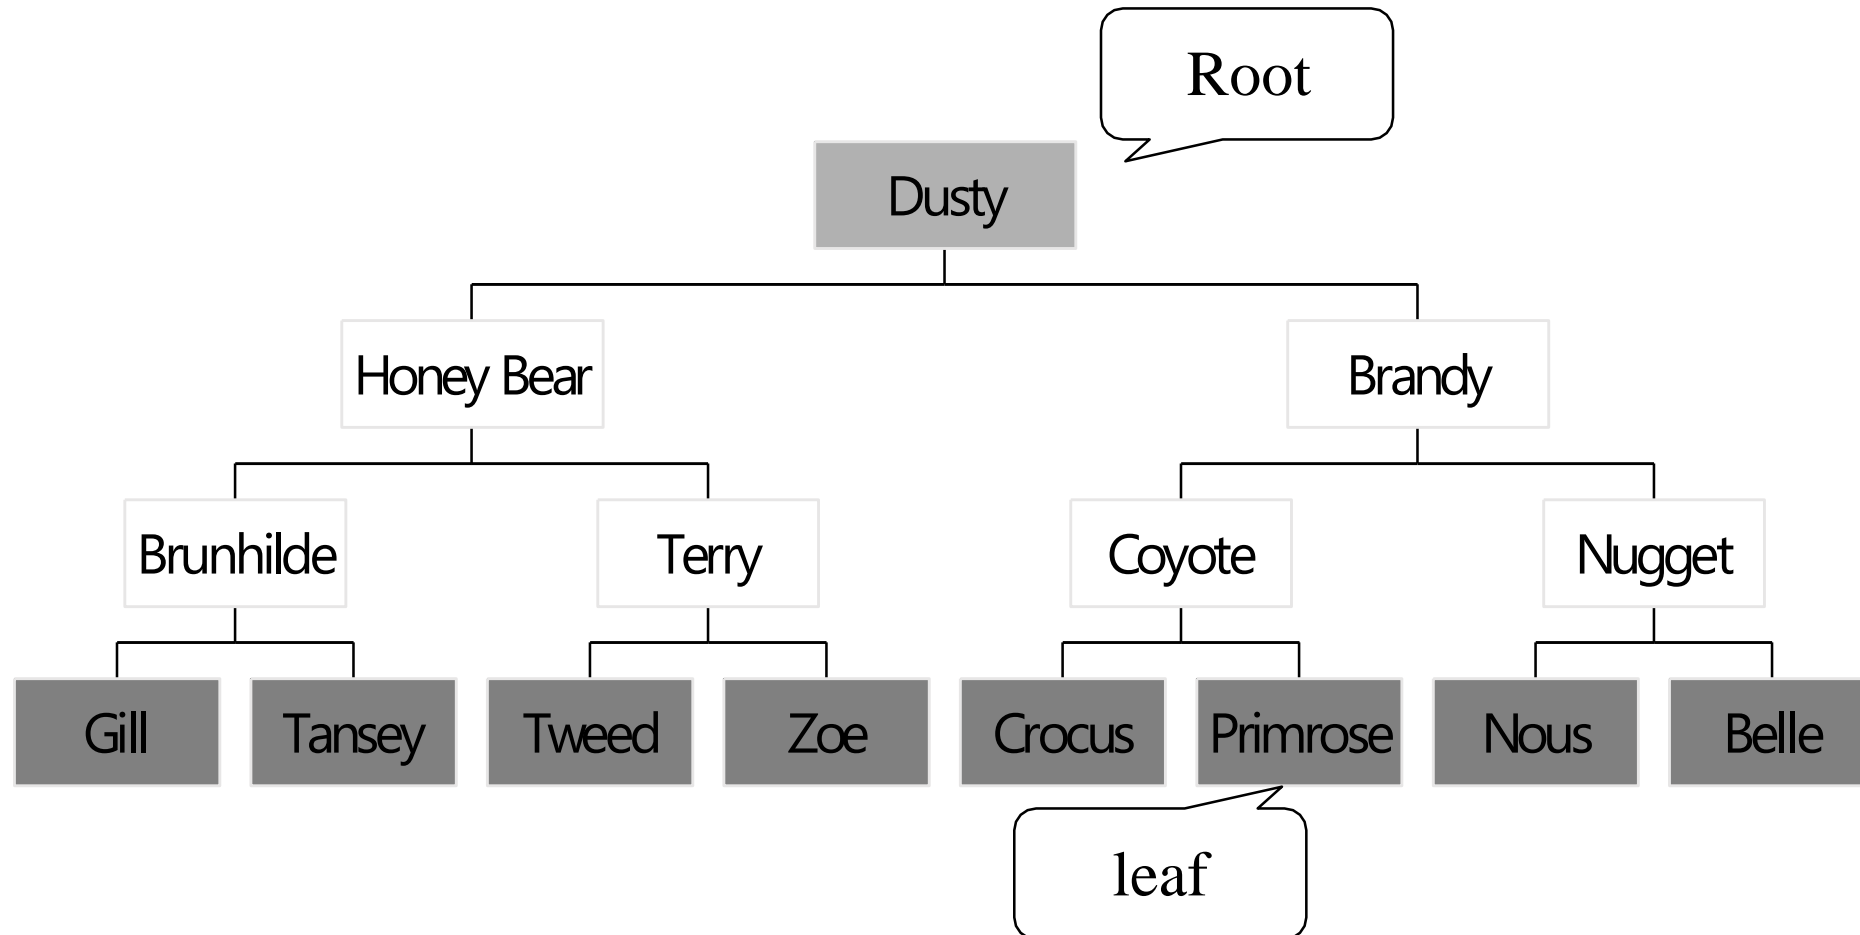 Root
Dusty
Honey Bear
Brandy
Brunhilde
Terry
Coyote
Nugget
Gill
Tansey
Tweed
Zoe
Crocus
Primrose
Nous
Belle
leaf